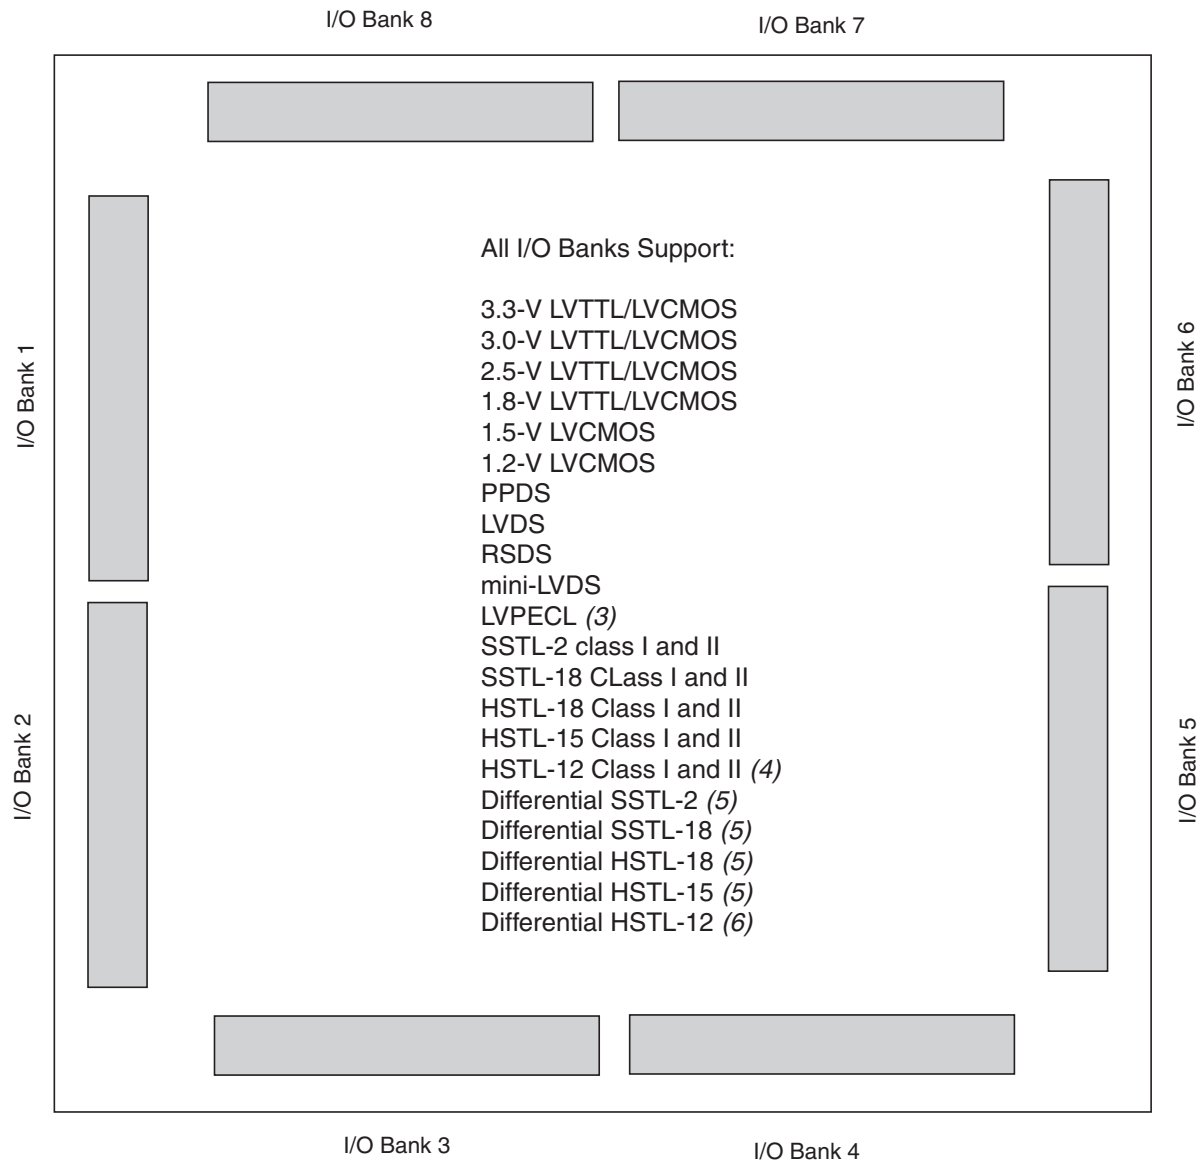 I/O Bank 8
I/O Bank 7
I/O Bank 1
I/O Bank 6
All I/O Banks Support:
3.3-V LVTTL/LVCMOS
3.0-V LVTTL/LVCMOS
2.5-V LVTTL/LVCMOS
1.8-V LVTTL/LVCMOS
1.5-V LVCMOS
1.2-V LVCMOS
PPDS
LVDS
RSDS
mini-LVDS
LVPECL (3)
SSTL-2 class I and II
SSTL-18 CLass I and II
HSTL-18 Class I and II
HSTL-15 Class I and II
HSTL-12 Class I and II (4)
Differential SSTL-2 (5)
Differential SSTL-18 (5)
Differential HSTL-18 (5)
Differential HSTL-15 (5)
Differential HSTL-12 (6)
I/O Bank 2
I/O Bank 5
I/O Bank 3
I/O Bank 4